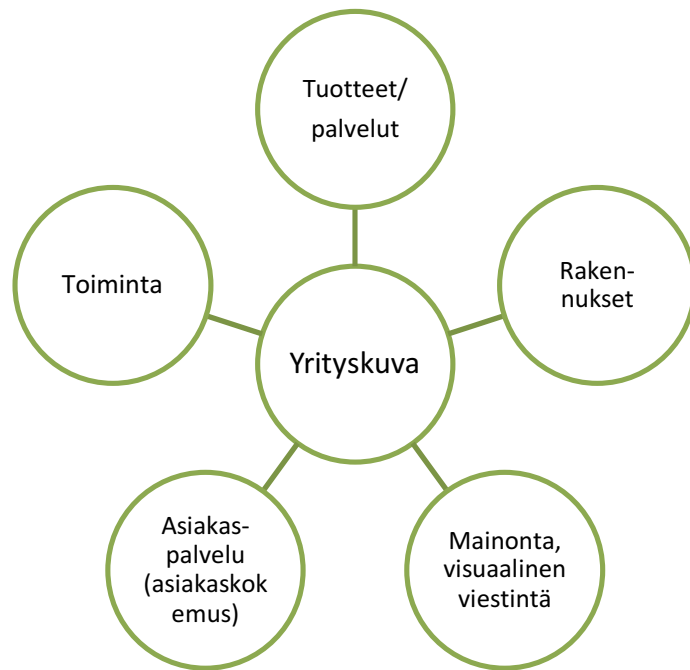 Tuotteet/
palvelut
Toiminta
Raken-
nukset
Yrityskuva
Asiakas-
palvelu
(asiakaskok
emus)
Mainonta,
visuaalinen
viestintä